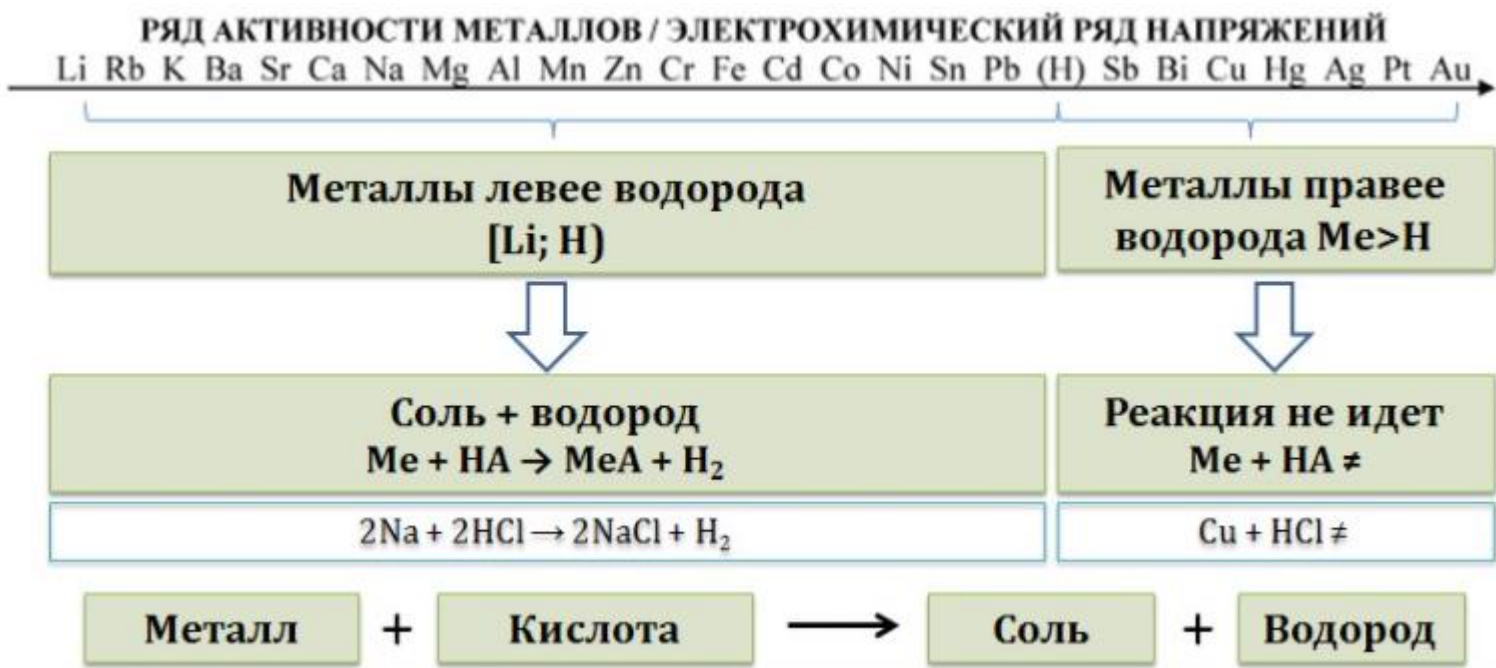 РЯД АКТИВНОСТИ МЕТАЛЛОВ / ЭЛЕКТРОХИМИЧЕСКИЙ РЯД НАПРЯЖЕНИЙ
Li Rb K Ba Sr Ca Na Mg Al Mn Zn Cr Fe Cd Co Ni Sn Pb (H) Sb Bi Cu Hg Ag Pt Au
Металлы левее водорода
[Li; H)
Металлы правее
водорода Me>H
Соль + водород
Me + HA → MeA + H₂
Реакция не идет
Me + HA ≠
2Na + 2HCl → 2NaCl + H₂
Cu + HCl ≠
Металл + Кислота → Соль + Водород